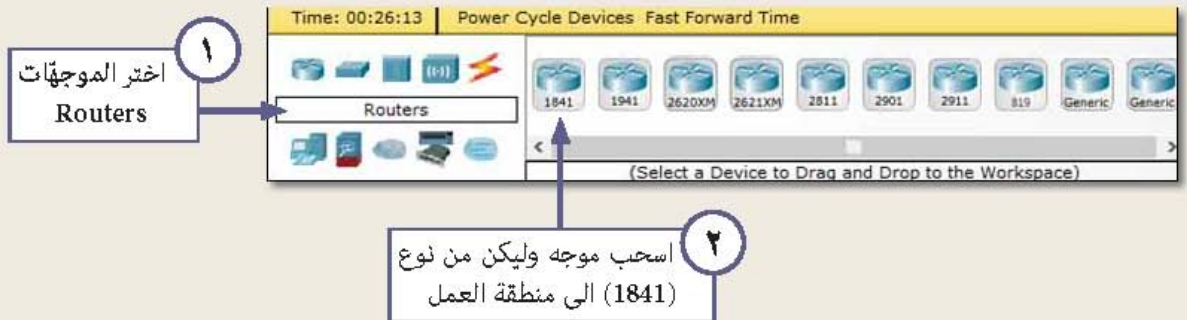 Time: 00:26:13 Power Cycle Devices Fast Forward Time
١
اختر الموجهّات
Routers
Routers
1841 1941 2620XM 2621XM 2811 2901 2911 819 Generic Generic
(Select a Device to Drag and Drop to the Workspace)
٢
اسحب موجه وليكن من نوع
(1841) الى منطقة العمل